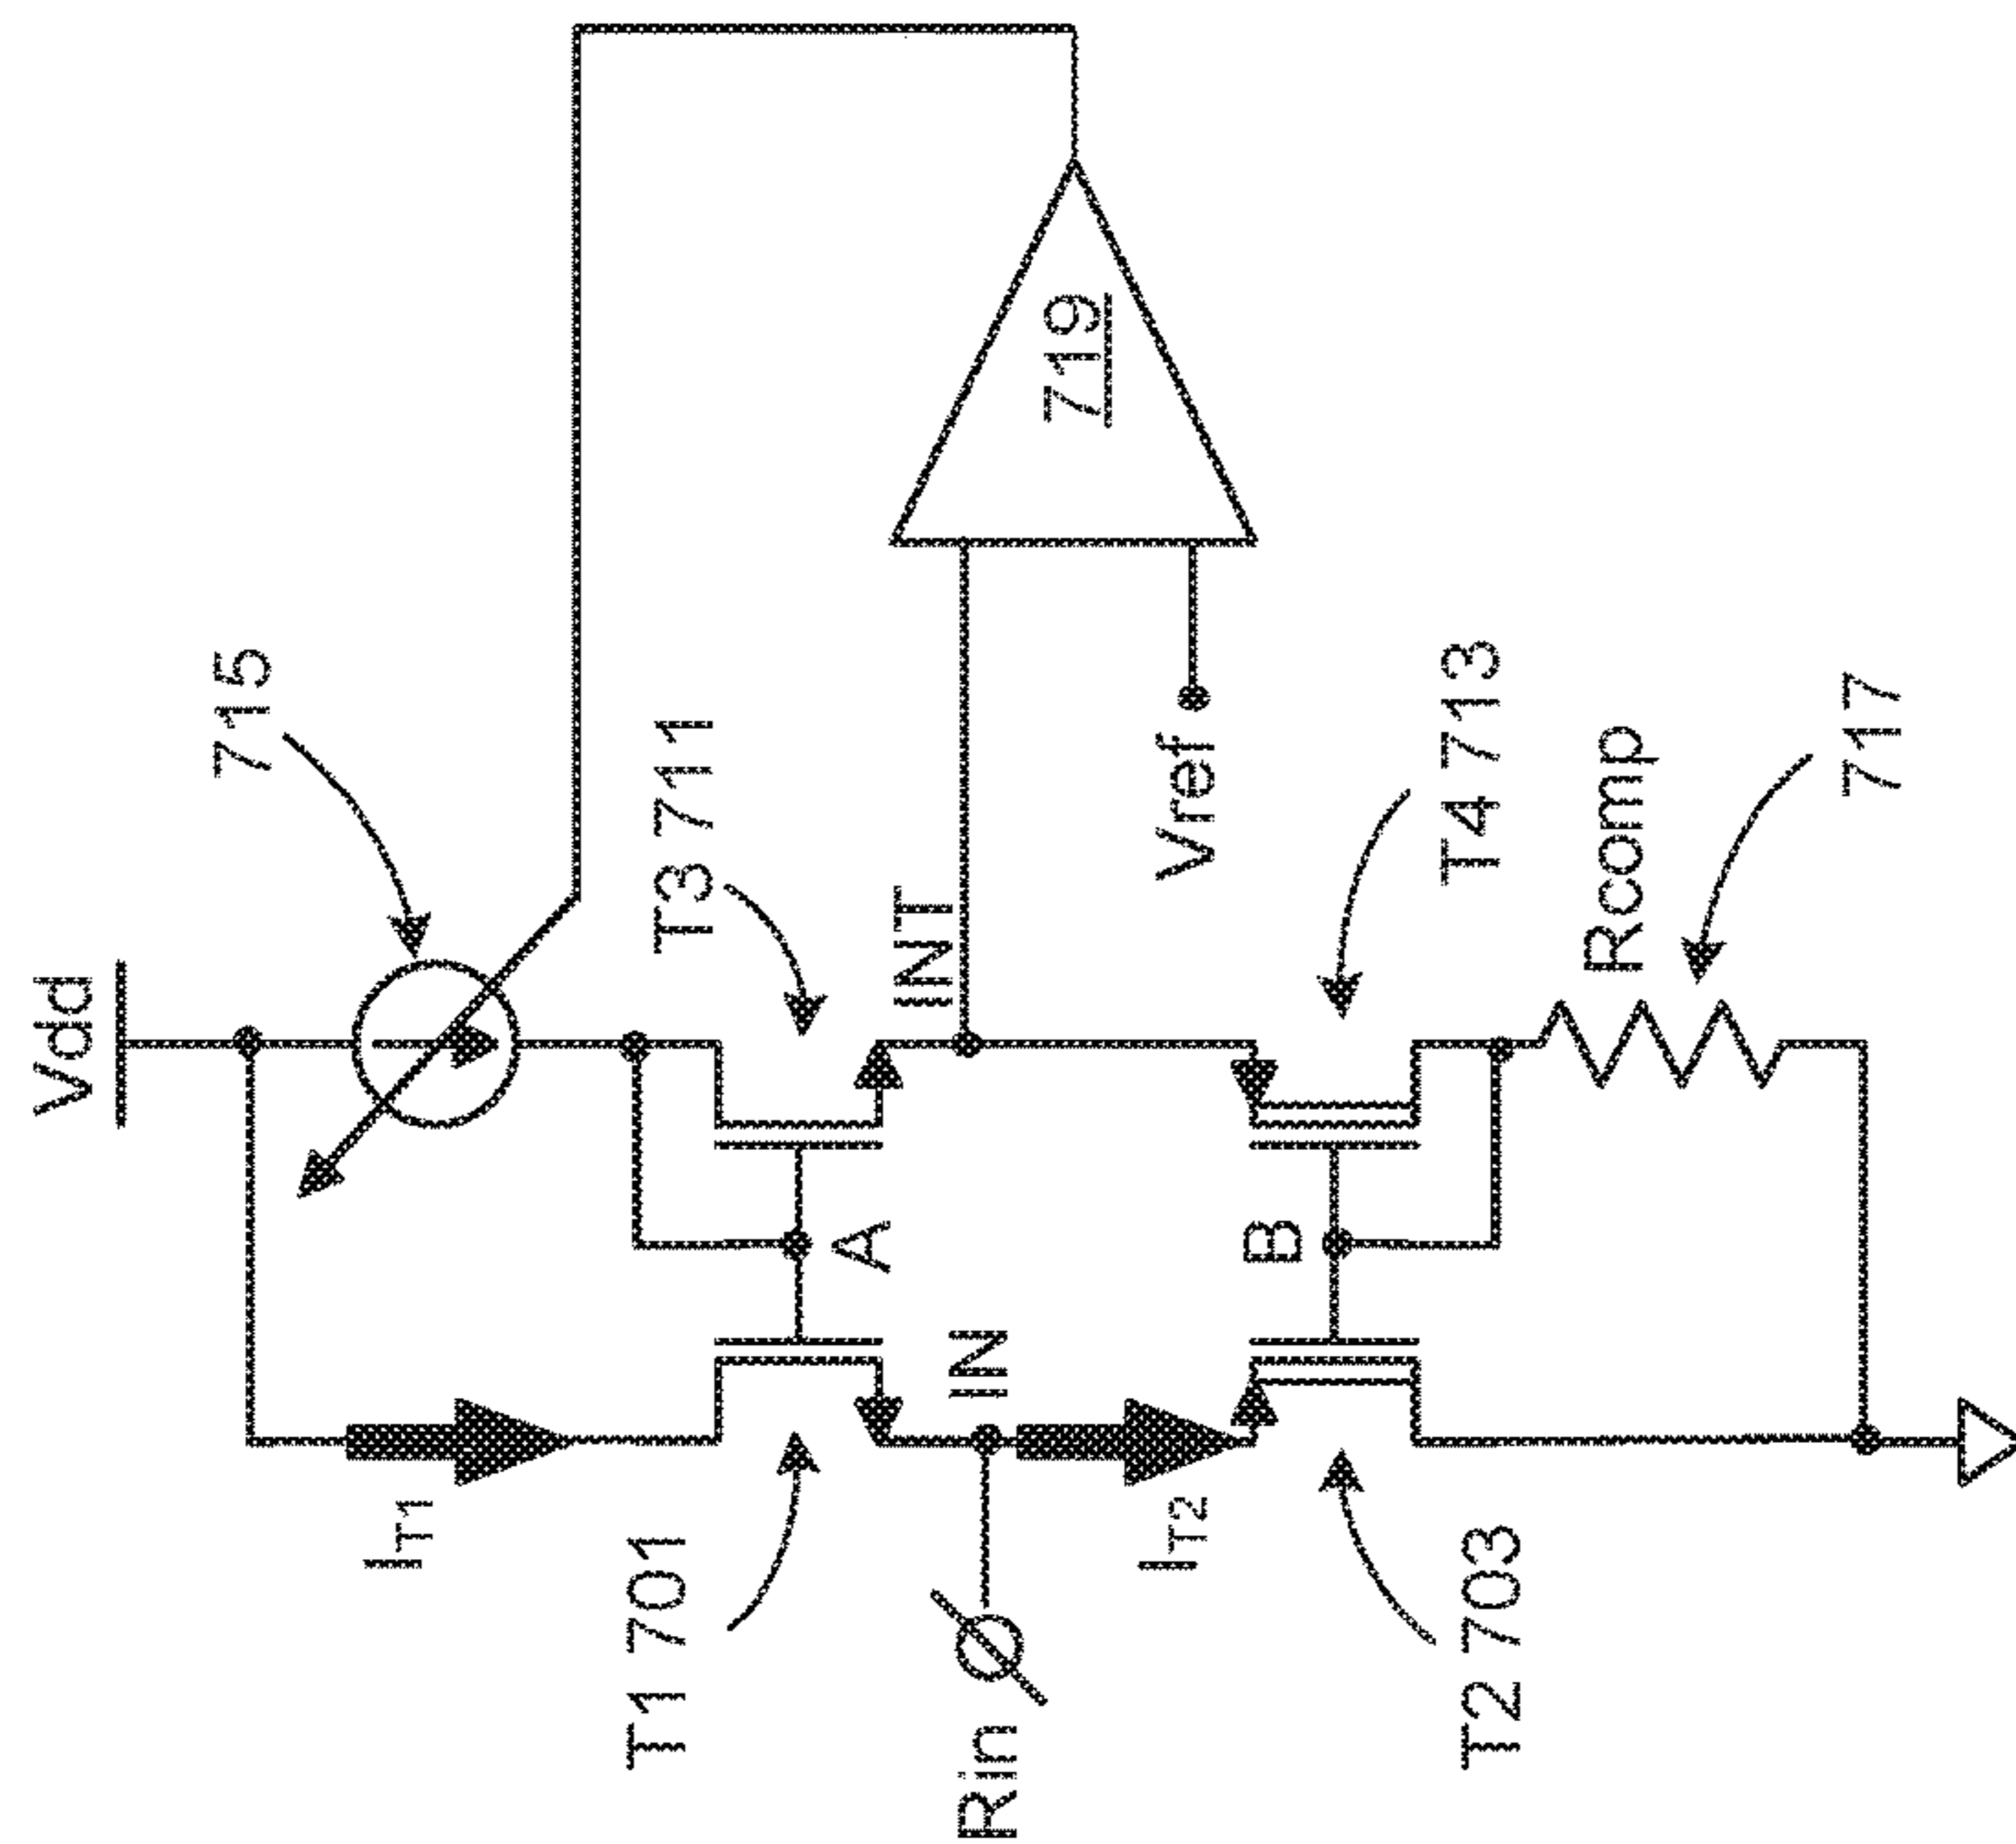 Vdd
715
T3 711
INT
719
Vref
T4 713
Rcomp
717
A
B
IT1
T1 701
IN
Rin
IT2
T2 703